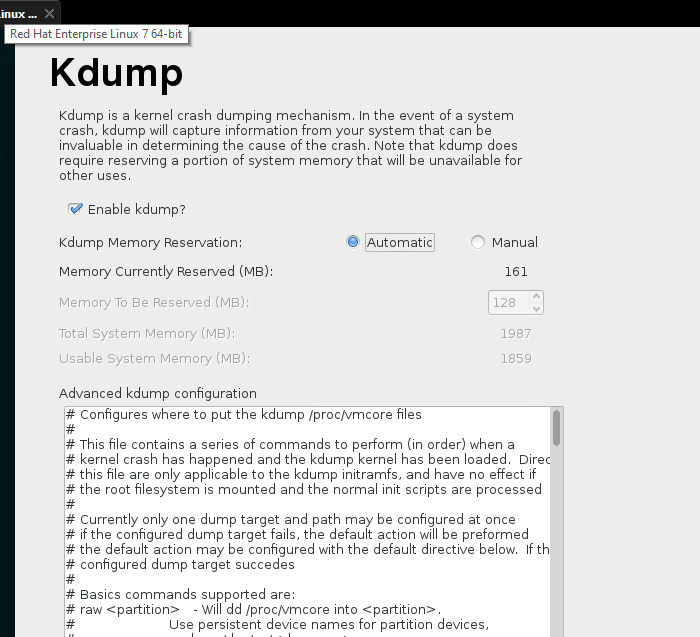 inux ...
Red Hat Enterprise Linux 7 64-bit
Kdump
Kdump is a kernel crash dumping mechanism. In the event of a system
crash, kdump will capture information from your system that can be
invaluable in determining the cause of the crash. Note that kdump does
require reserving a portion of system memory that will be unavailable for
other uses.
Enable kdump?
Kdump Memory Reservation: Automatic Manual
Memory Currently Reserved (MB): 161
Memory To Be Reserved (MB): 128
Total System Memory (MB): 1987
Usable System Memory (MB): 1859
Advanced kdump configuration
# Configures where to put the kdump /proc/vmcore files
#
# This file contains a series of commands to perform (in order) when a
# kernel crash has happened and the kdump kernel has been loaded. Direc
# this file are only applicable to the kdump initramfs, and have no effect if
# the root filesystem is mounted and the normal init scripts are processed
#
# Currently only one dump target and path may be configured at once
# if the configured dump target fails, the default action will be preformed
# the default action may be configured with the default directive below. If th
# configured dump target succedes
#
# Basics commands supported are:
# raw <partition> - Will dd /proc/vmcore into <partition>.
# Use persistent device names for partition devices,